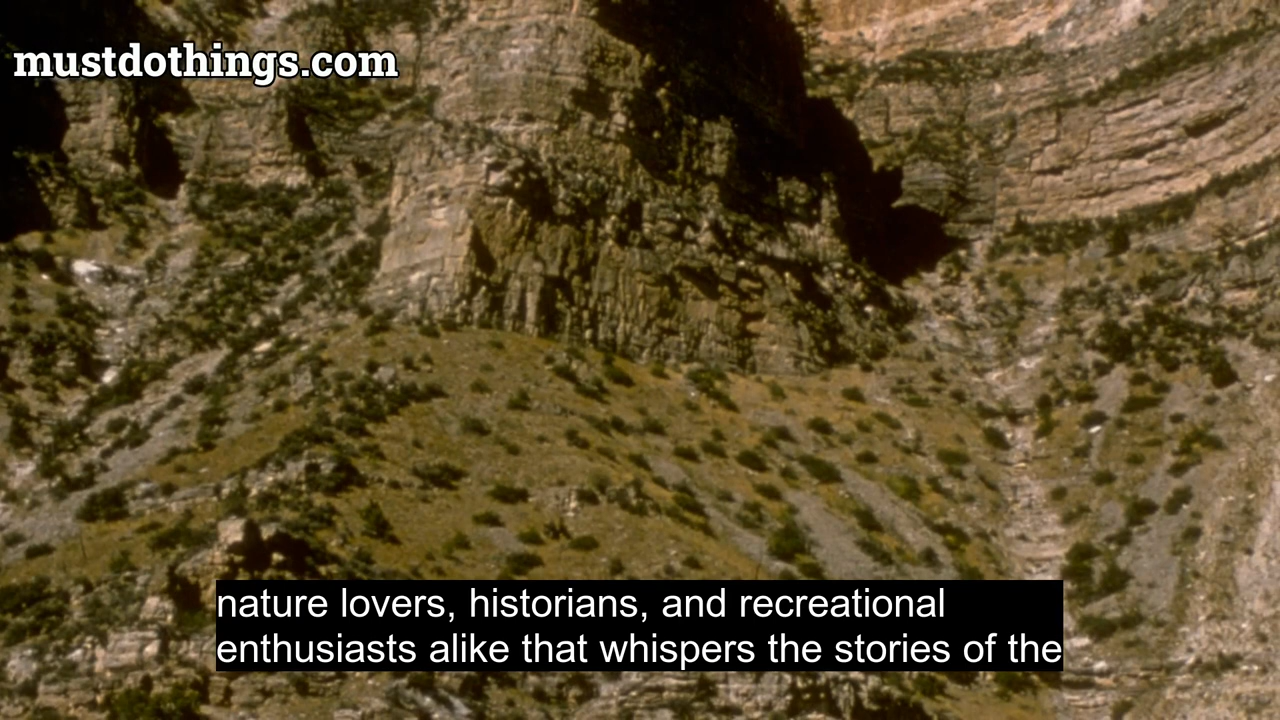 mustdothings.com
nature lovers, historians, and recreational
enthusiasts alike that whispers the stories of the